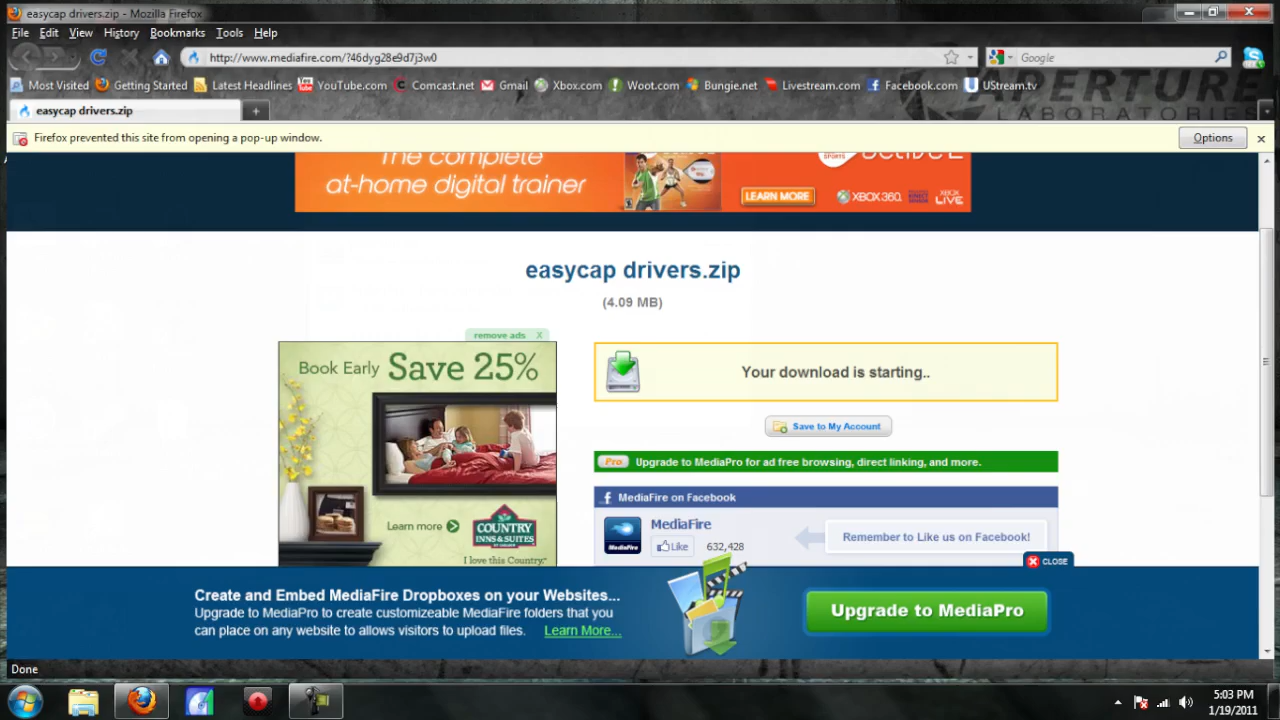 easycap drivers.zip - Mozilla Firefox
File Edit View History Bookmarks Tools Help
http://www.mediafire.com/?46dyg28e9d7j3w0
Google
Most Visited Getting Started Latest Headlines YouTube.com Comcast.net Gmail Xbox.com Woot.com Bungie.net Livestream.com Facebook.com UStream.tv
APERTURE
LABORATORIES
easycap drivers.zip
Firefox prevented this site from opening a pop-up window.
Options
The complete
at-home digital trainer
SPORTS
LEARN MORE
XBOX 360
XBOX LIVE
easycap drivers.zip
(4.09 MB)
remove ads X
Book Early Save 25%
Learn more
COUNTRY
INNS & SUITES
I love this Country.
Your download is starting..
Save to My Account
Pro Upgrade to MediaPro for ad free browsing, direct linking, and more.
MediaFire on Facebook
MediaFire
MediaFire
Like 632,428
Remember to Like us on Facebook!
CLOSE
Create and Embed MediaFire Dropboxes on your Websites...
Upgrade to MediaPro to create customizeable MediaFire folders that you
can place on any website to allows visitors to upload files. Learn More...
Upgrade to MediaPro
Done
5:03 PM
1/19/2011